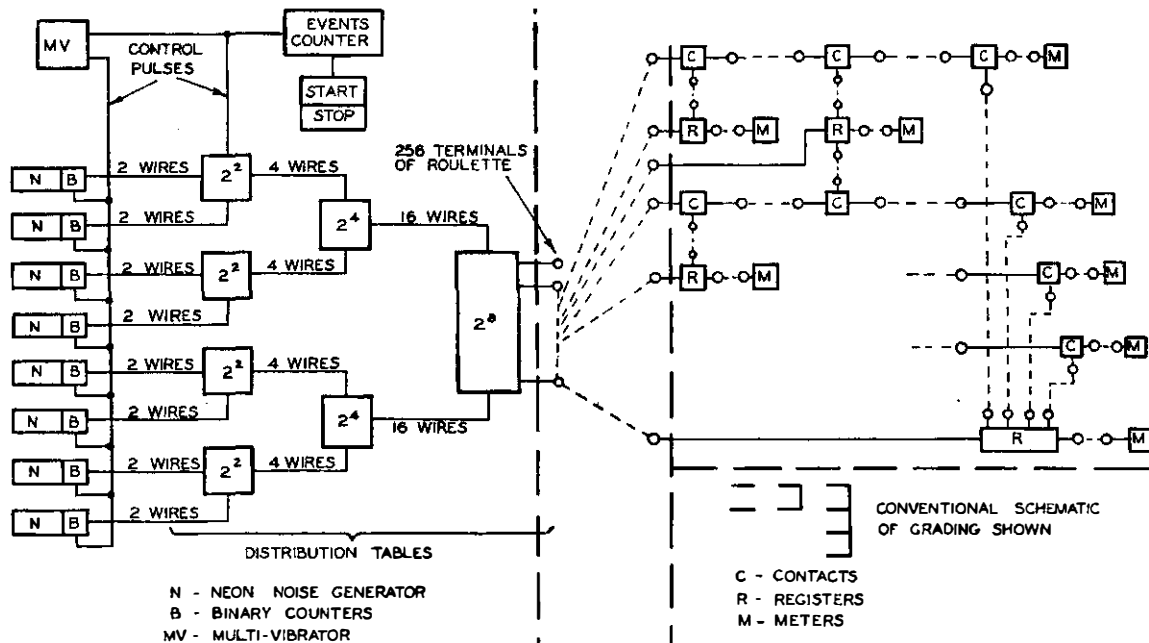 MV
CONTROL
PULSES
EVENTS
COUNTER
START
STOP
256 TERMINALS
OF ROULETTE
N B
2 WIRES
2²
4 WIRES
N B
2 WIRES
2⁴
16 WIRES
N B
2 WIRES
2²
4 WIRES
N B
2 WIRES
2⁸
N B
2 WIRES
2²
4 WIRES
N B
2 WIRES
2⁴
16 WIRES
N B
2 WIRES
2²
4 WIRES
N B
2 WIRES
DISTRIBUTION TABLES
N - NEON NOISE GENERATOR
B - BINARY COUNTERS
MV - MULTI-VIBRATOR
C C C M
R M R M
C C C M
R M C M
C M
R M
CONVENTIONAL SCHEMATIC
OF GRADING SHOWN
C - CONTACTS
R - REGISTERS
M - METERS